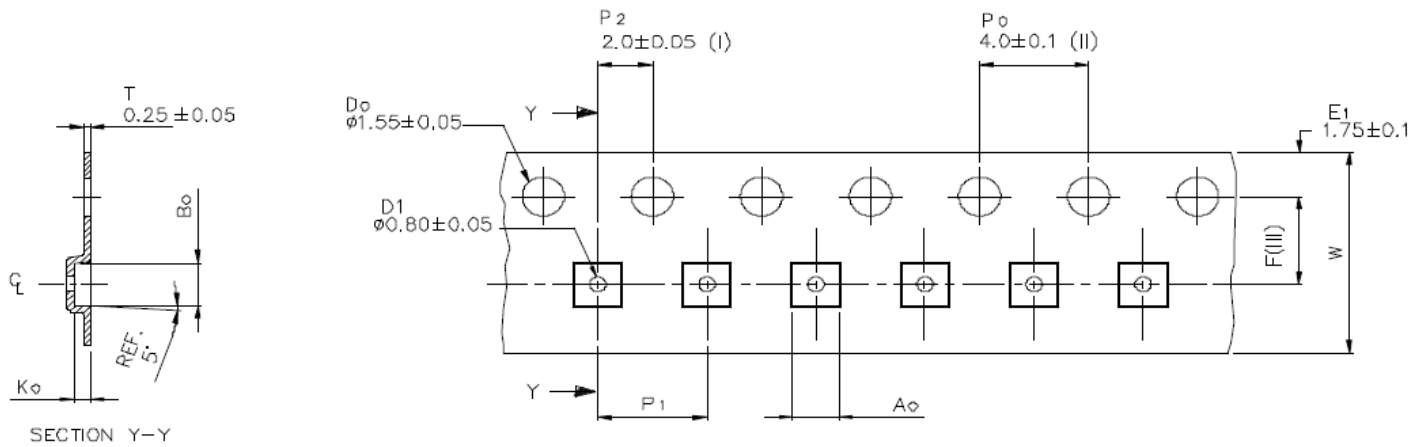 P2
2.0±0.05 (I)
Po
4.0±0.1 (II)
T
0.25±0.05
Y
Do
ø1.55±0.05
E1
1.75±0.1
Bo
D1
ø0.80±0.05
F(III)
W
℄
REF.
5°
Ko
Y
P1
Ao
SECTION Y-Y